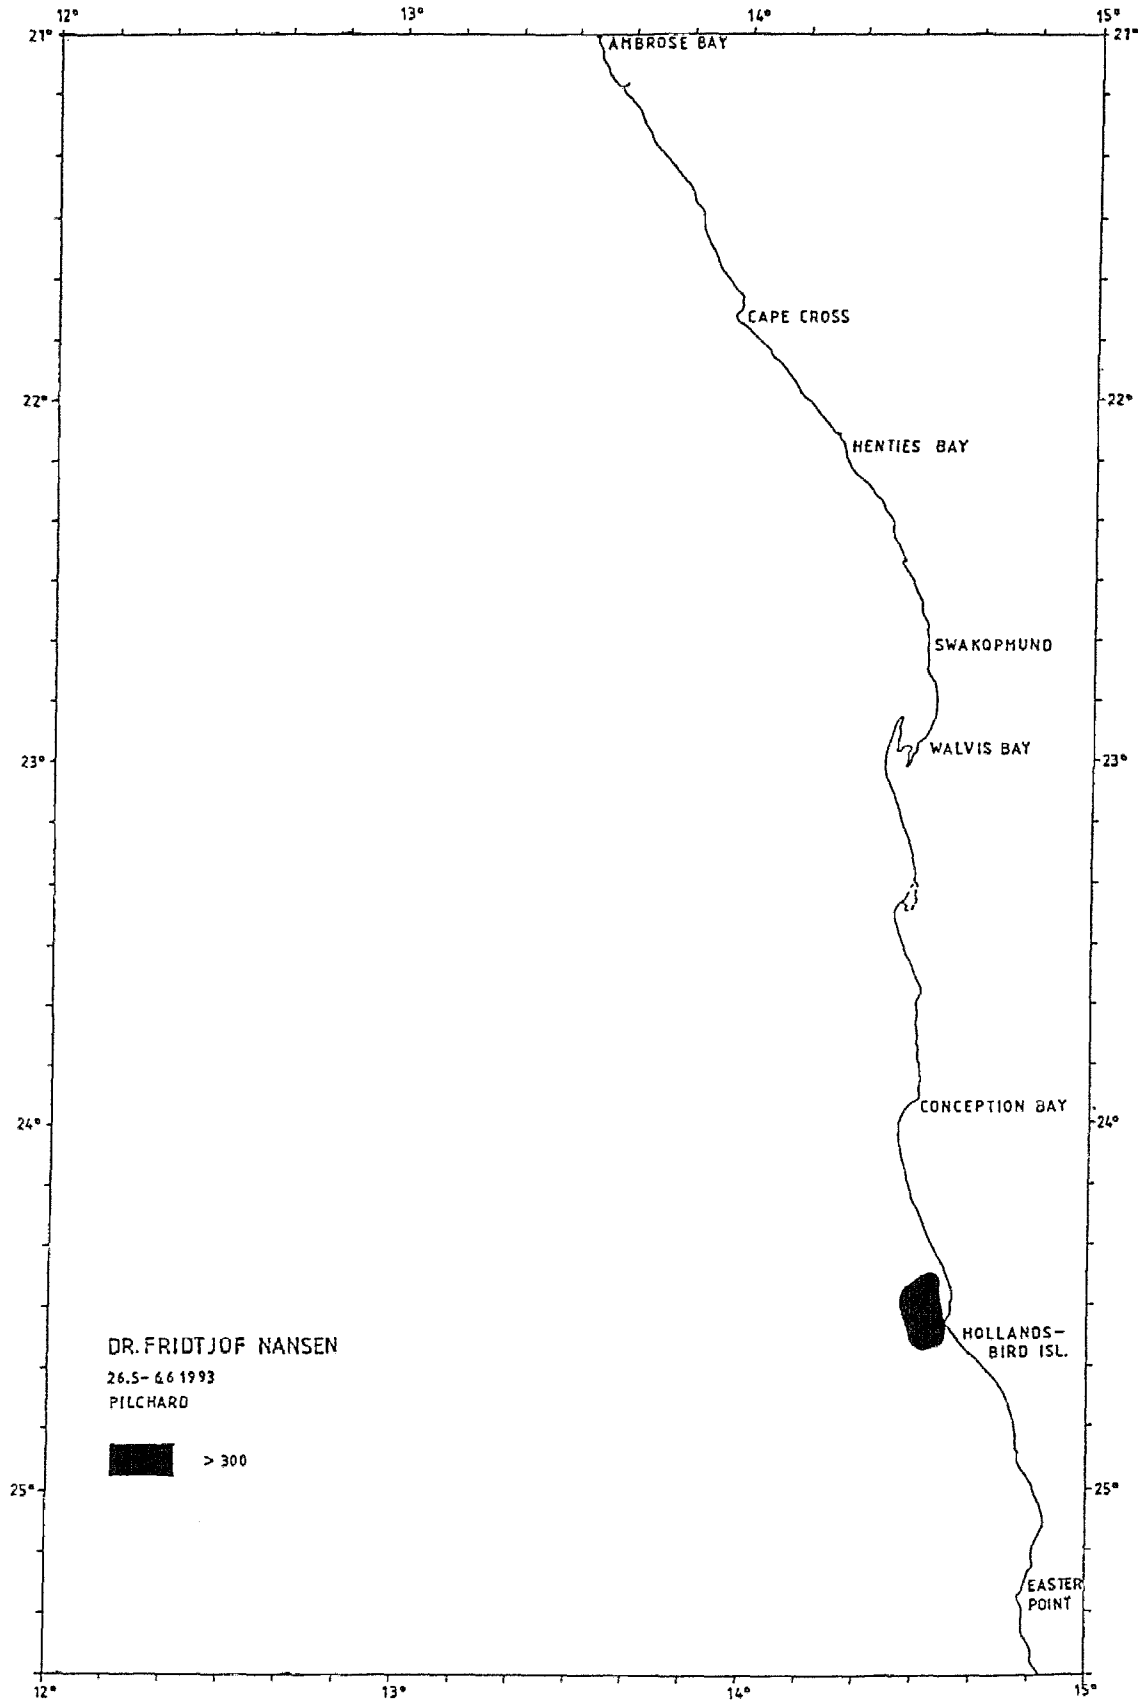 12° 13° 14° 15°
21° 21°
AMBROSE BAY
CAPE CROSS
22° 22°
HENTIES BAY
SWAKOPMUND
WALVIS BAY
23° 23°
CONCEPTION BAY
24° 24°
HOLLANDS-
BIRD ISL.
DR. FRIDTJOF NANSEN
26.5-6.6 1993
PILCHARD
> 300
25° 25°
EASTER
POINT
12° 13° 14° 15°